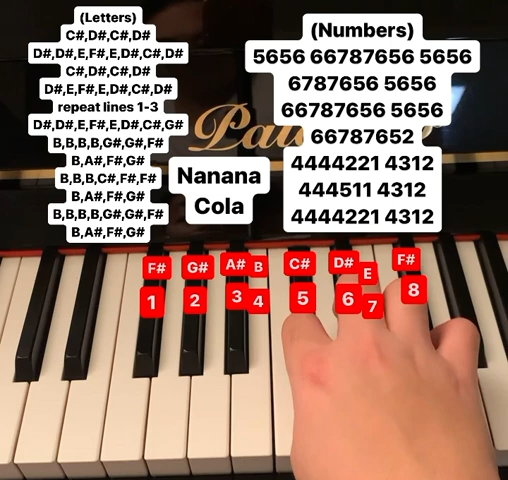 (Letters)
C#,D#,C#,D#
D#,D#,E,F#,E,D#,C#,D#
C#,D#,C#,D#
D#,E,F#,E,D#,C#,D#
repeat lines 1-3
D#,D#,E,F#,E,D#,C#,G#
B,B,B,B,G#,G#,F#
B,A#,F#,G#
B,B,B,C#,F#,F#
B,A#,F#,G#
B,B,B,B,G#,G#,F#
B,A#,F#,G#
(Numbers)
5656 66787656 5656
6787656 5656
66787656 5656
66787652
4444221 4312
444511 4312
4444221 4312
Nanana
Cola
F# G# A# B C# D# E F#
1 2 3 4 5 6 7 8